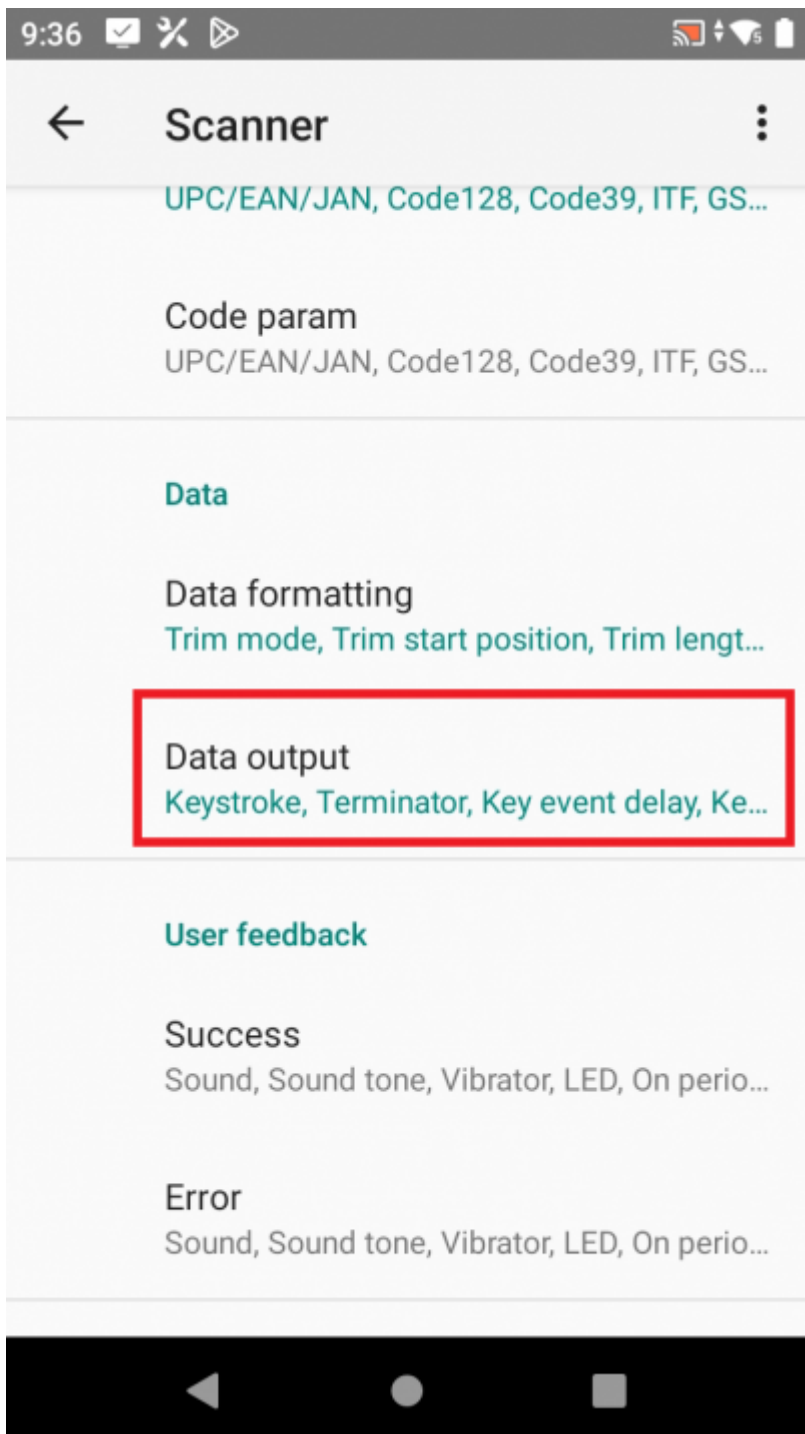 9:36
Scanner
UPC/EAN/JAN, Code128, Code39, ITF, GS...
Code param
UPC/EAN/JAN, Code128, Code39, ITF, GS...
Data
Data formatting
Trim mode, Trim start position, Trim lengt...
Data output
Keystroke, Terminator, Key event delay, Ke...
User feedback
Success
Sound, Sound tone, Vibrator, LED, On perio...
Error
Sound, Sound tone, Vibrator, LED, On perio...